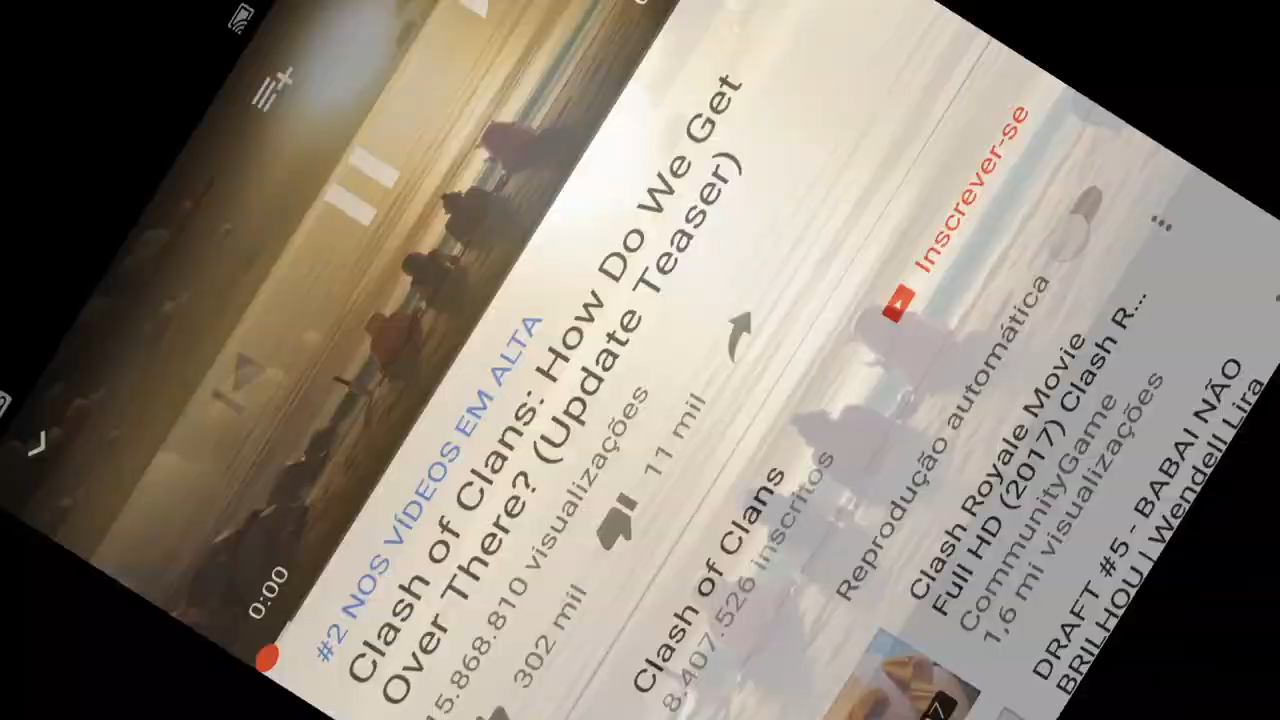 0:00
#2 NOS VÍDEOS EM ALTA
Clash of Clans: How Do We Get
Over There? (Update Teaser)
15.868.810 visualizações
302 mil
11 mil
Clash of Clans
8.407.526 inscritos
Inscrever-se
Reprodução automática
Clash Royale Movie
Full HD (2017) Clash R...
CommunityGame
1,6 mi visualizações
DRAFT #5 - BABAI NÃO
BRILHOU | Wendell Lira